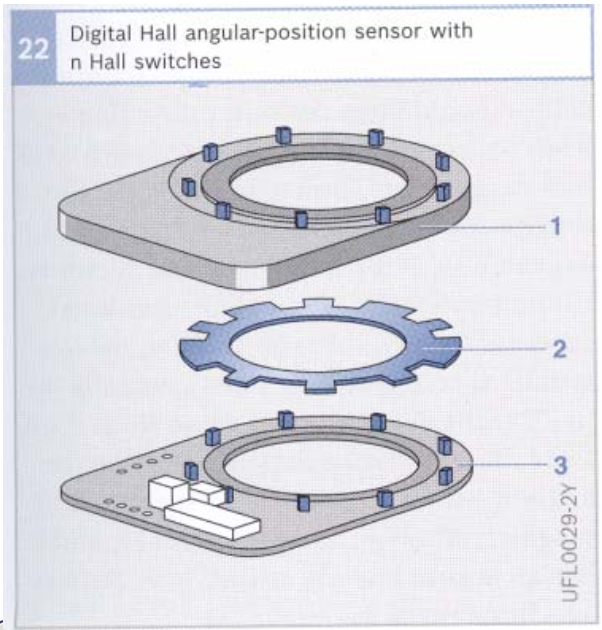 22
Digital Hall angular-position sensor with
n Hall switches
1
2
3
UFL0029-2Y